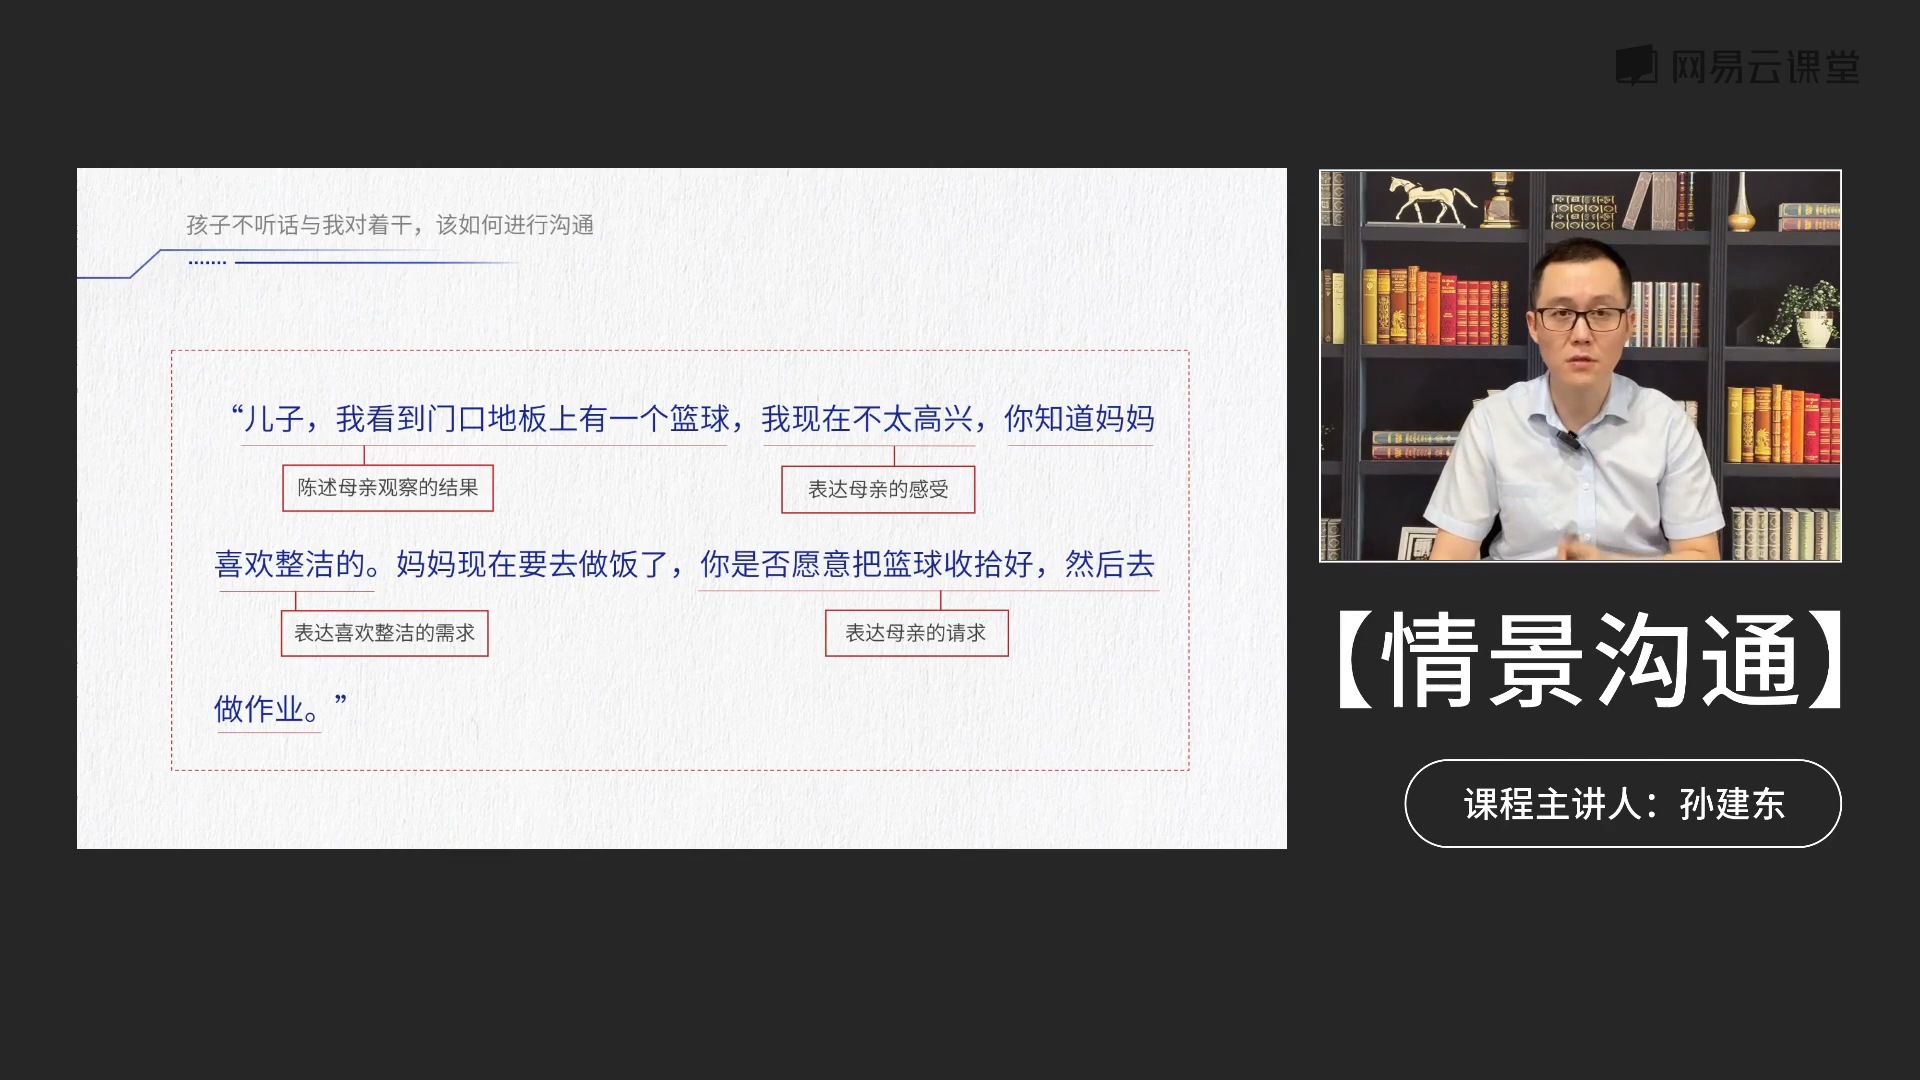 网易云课堂
孩子不听话与我对着干，该如何进行沟通
“儿子，我看到门口地板上有一个篮球，我现在不太高兴，你知道妈妈
陈述母亲观察的结果
表达母亲的感受
喜欢整洁的。妈妈现在要去做饭了，你是否愿意把篮球收拾好，然后去
表达喜欢整洁的需求
表达母亲的请求
做作业。”
【情景沟通】
课程主讲人：孙建东